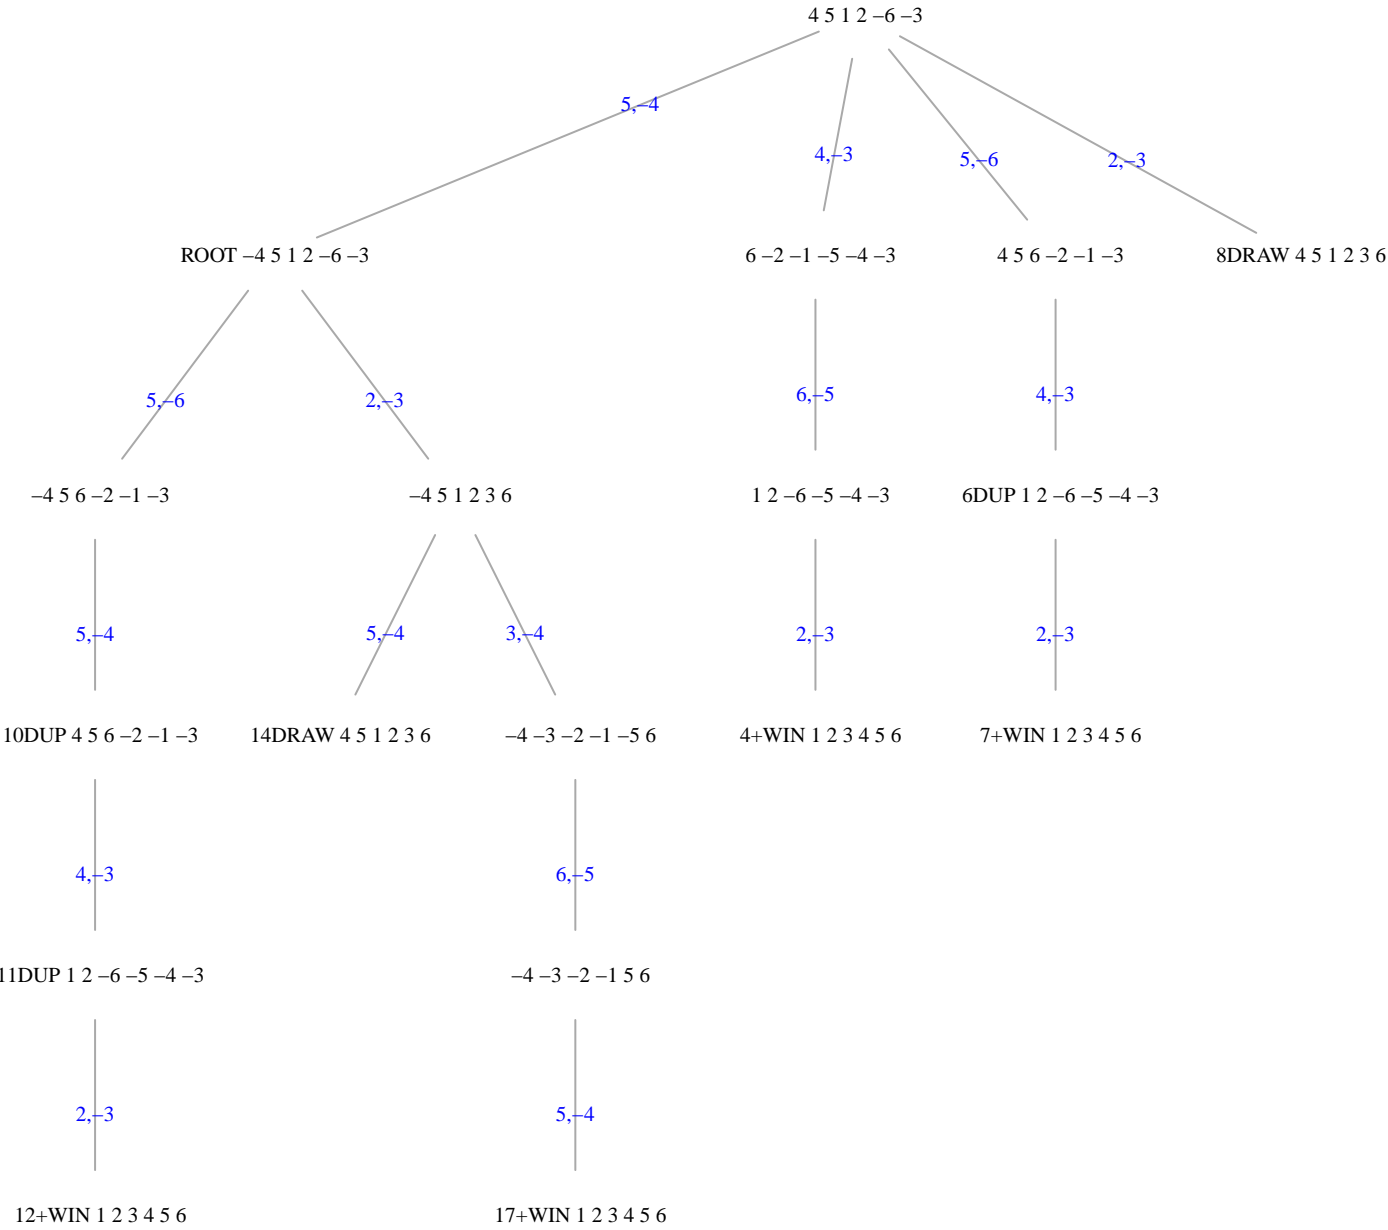 4 5 1 2 −6 −3
5,−4
4,−3
5,−6
2,−3
ROOT −4 5 1 2 −6 −3
6 −2 −1 −5 −4 −3
4 5 6 −2 −1 −3
8DRAW 4 5 1 2 3 6
5,−6
2,−3
6,−5
4,−3
−4 5 6 −2 −1 −3
−4 5 1 2 3 6
1 2 −6 −5 −4 −3
6DUP 1 2 −6 −5 −4 −3
5,−4
5,−4
3,−4
2,−3
2,−3
10DUP 4 5 6 −2 −1 −3
14DRAW 4 5 1 2 3 6
−4 −3 −2 −1 −5 6
4+WIN 1 2 3 4 5 6
7+WIN 1 2 3 4 5 6
4,−3
6,−5
11DUP 1 2 −6 −5 −4 −3
−4 −3 −2 −1 5 6
2,−3
5,−4
12+WIN 1 2 3 4 5 6
17+WIN 1 2 3 4 5 6